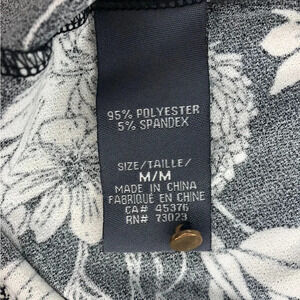 95% POLYESTER
5% SPANDEX
SIZE/TAILLE/
M/M
MADE IN CHINA
FABRIQUÉ EN CHINE
CA# 45376
RN# 73023